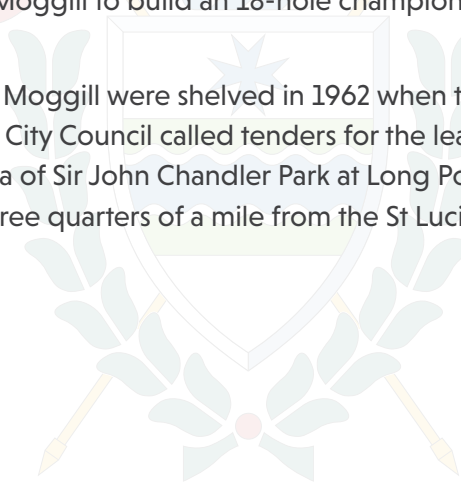 Moggill to build an 18-hole champion
Moggill were shelved in 1962 when t
City Council called tenders for the lea
a of Sir John Chandler Park at Long Po
ree quarters of a mile from the St Luci